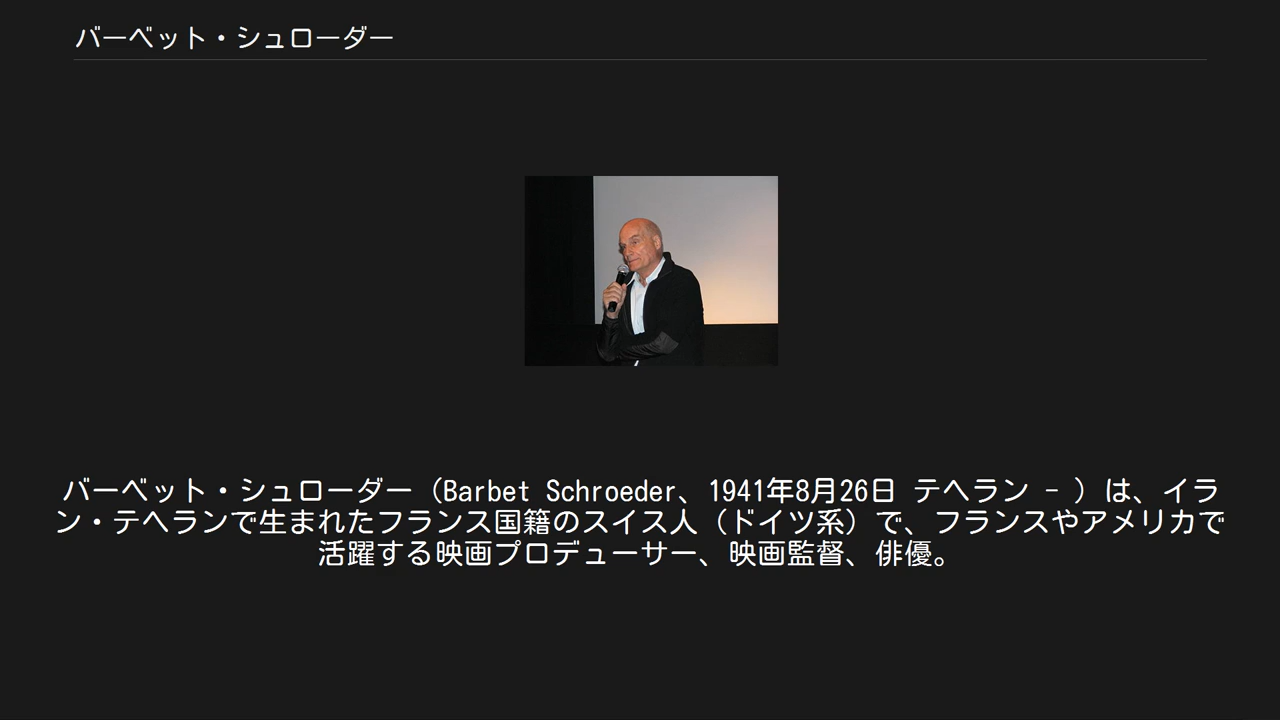 バーベット・シュローダー
バーベット・シュローダー（Barbet Schroeder、1941年8月26日 テヘラン - ）は、イラ
ン・テヘランで生まれたフランス国籍のスイス人（ドイツ系）で、フランスやアメリカで
活躍する映画プロデューサー、映画監督、俳優。